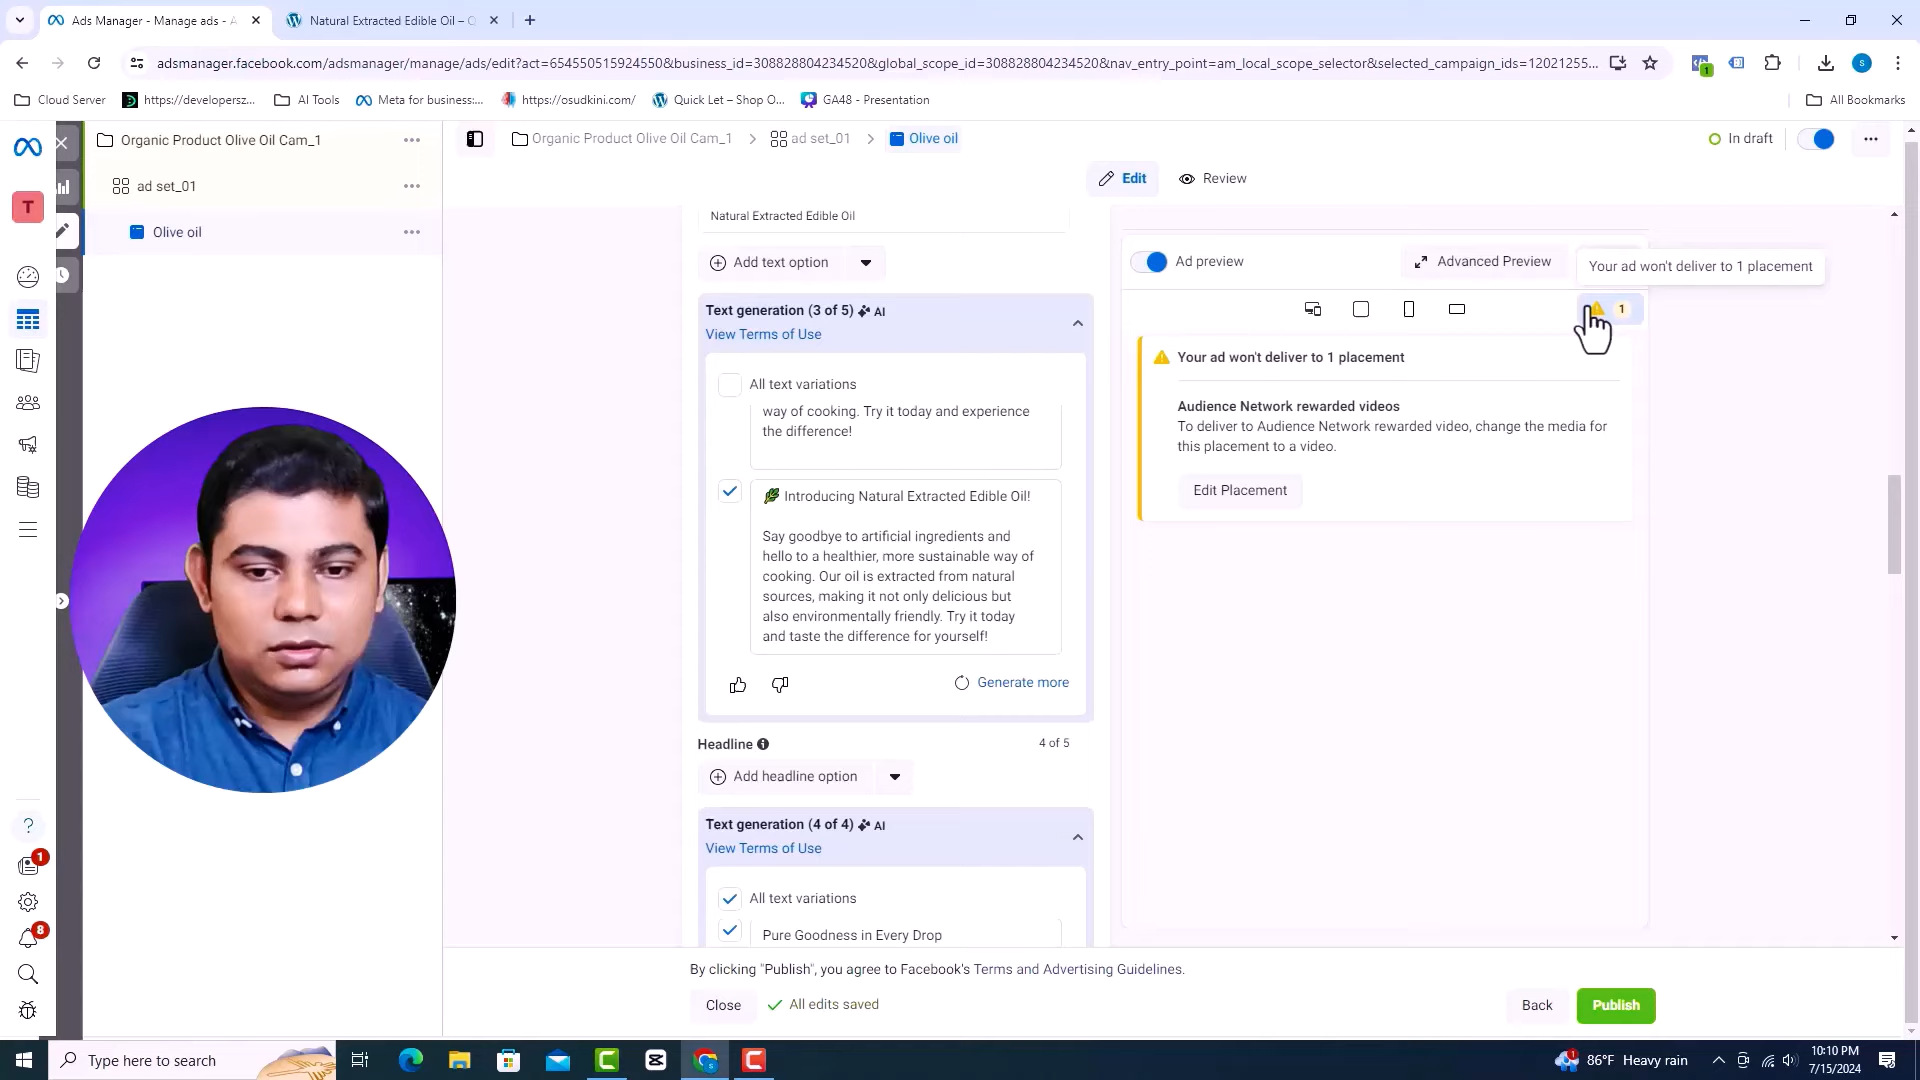 Ads Manager - Manage ads - A
Natural Extracted Edible Oil – O
adsmanager.facebook.com/adsmanager/manage/ads/edit?act=654550515924550&business_id=308828804234520&global_scope_id=308828804234520&nav_entry_point=am_local_scope_selector&selected_campaign_ids=12021255...
1
S
Cloud Server
https://developersz...
AI Tools
Meta for business:...
https://osudkini.com/
Quick Let – Shop O...
GA48 - Presentation
All Bookmarks
Organic Product Olive Oil Cam_1
ad set_01
Olive oil
T
Organic Product Olive Oil Cam_1
ad set_01
Olive oil
In draft
Edit
Review
Natural Extracted Edible Oil
Add text option
Text generation (3 of 5) AI
View Terms of Use
All text variations
way of cooking. Try it today and experience
the difference!
Introducing Natural Extracted Edible Oil!
Say goodbye to artificial ingredients and
hello to a healthier, more sustainable way of
cooking. Our oil is extracted from natural
sources, making it not only delicious but
also environmentally friendly. Try it today
and taste the difference for yourself!
Generate more
Headline
4 of 5
Add headline option
Text generation (4 of 4) AI
View Terms of Use
All text variations
Pure Goodness in Every Drop
Ad preview
Advanced Preview
Your ad won't deliver to 1 placement
1
Your ad won't deliver to 1 placement
Audience Network rewarded videos
To deliver to Audience Network rewarded video, change the media for
this placement to a video.
Edit Placement
1
8
By clicking "Publish", you agree to Facebook's Terms and Advertising Guidelines.
Close
All edits saved
Back
Publish
Type here to search
1
86°F Heavy rain
10:10 PM
7/15/2024